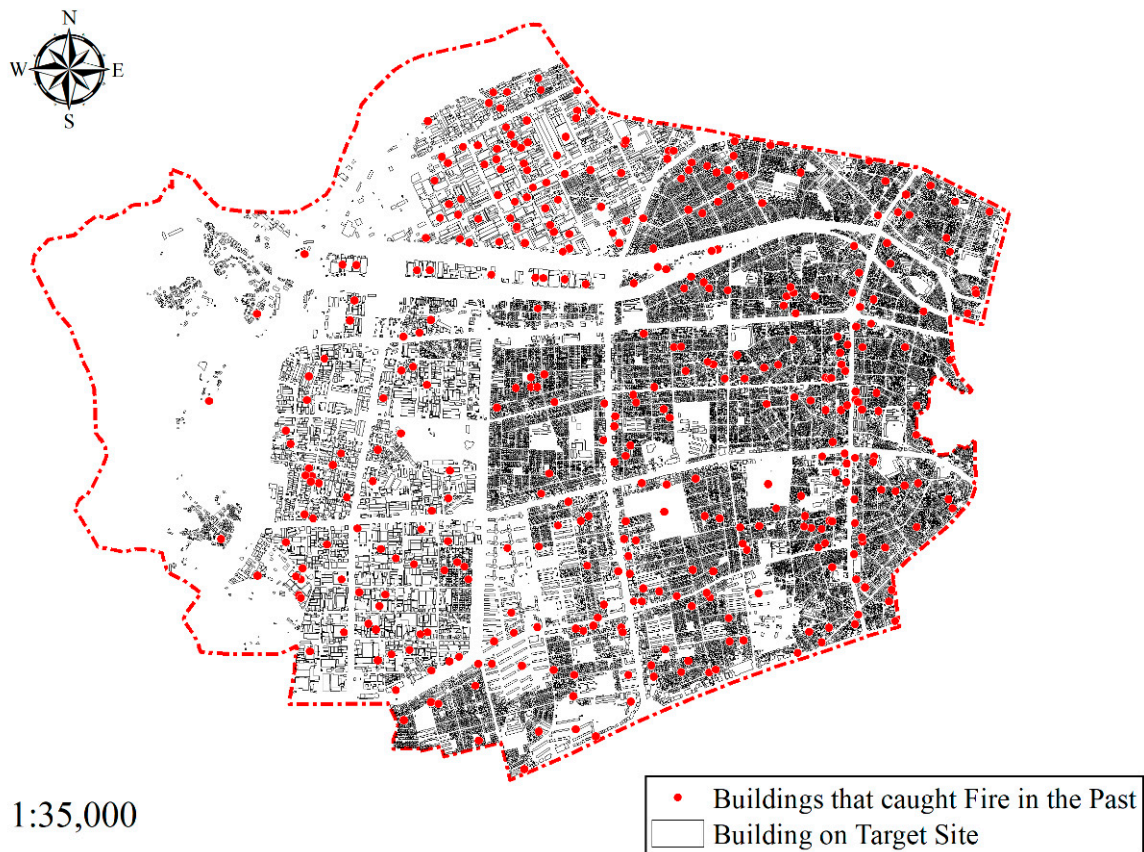 N
W E
S
1:35,000
Buildings that caught Fire in the Past
Building on Target Site